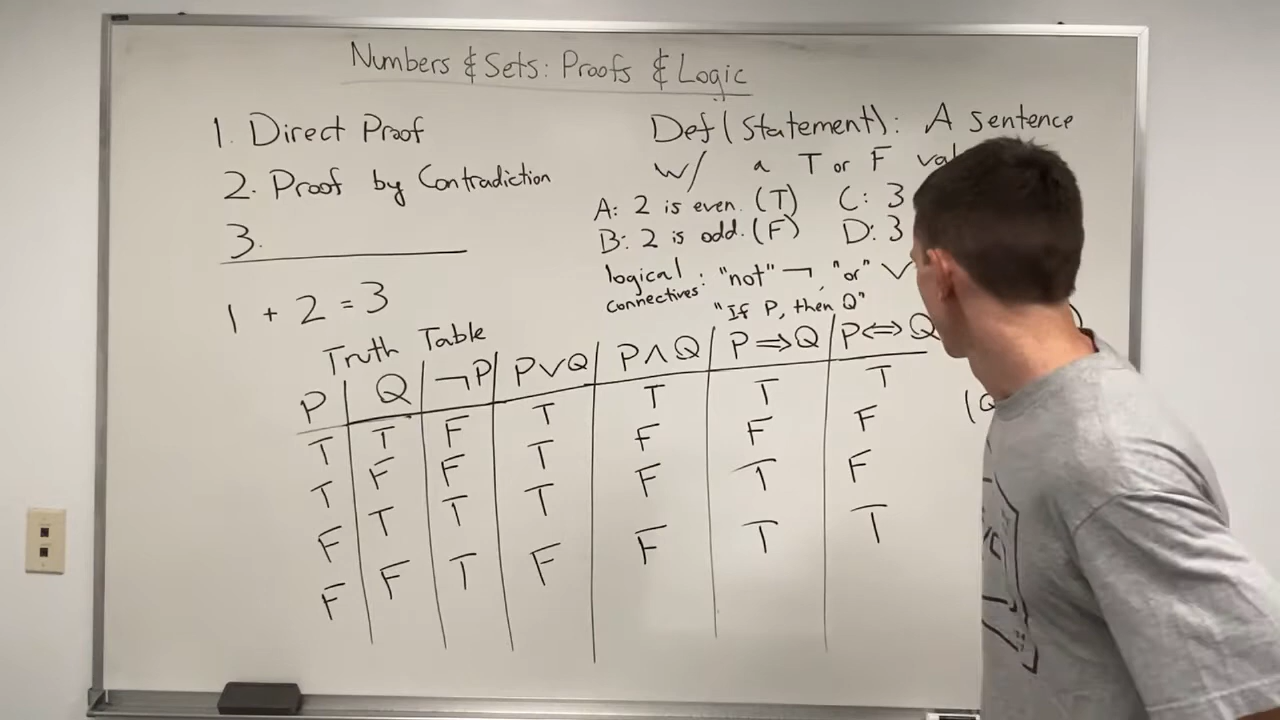 Numbers & Sets: Proofs & Logic
1. Direct Proof
2. Proof by Contradiction
3.
1 + 2 = 3
Def (Statement): A sentence
w/ a T or F
A: 2 is even. (T) C: 3
B: 2 is odd. (F) D: 3
logical connectives: "not" ¬, "or" ∨
"If P, then Q"
Truth Table
P Q ¬P P∨Q P∧Q P⇒Q P⇔Q
T T F T T T T
T F F T F F F
F T T T F T F
F F T F F T T
(Q